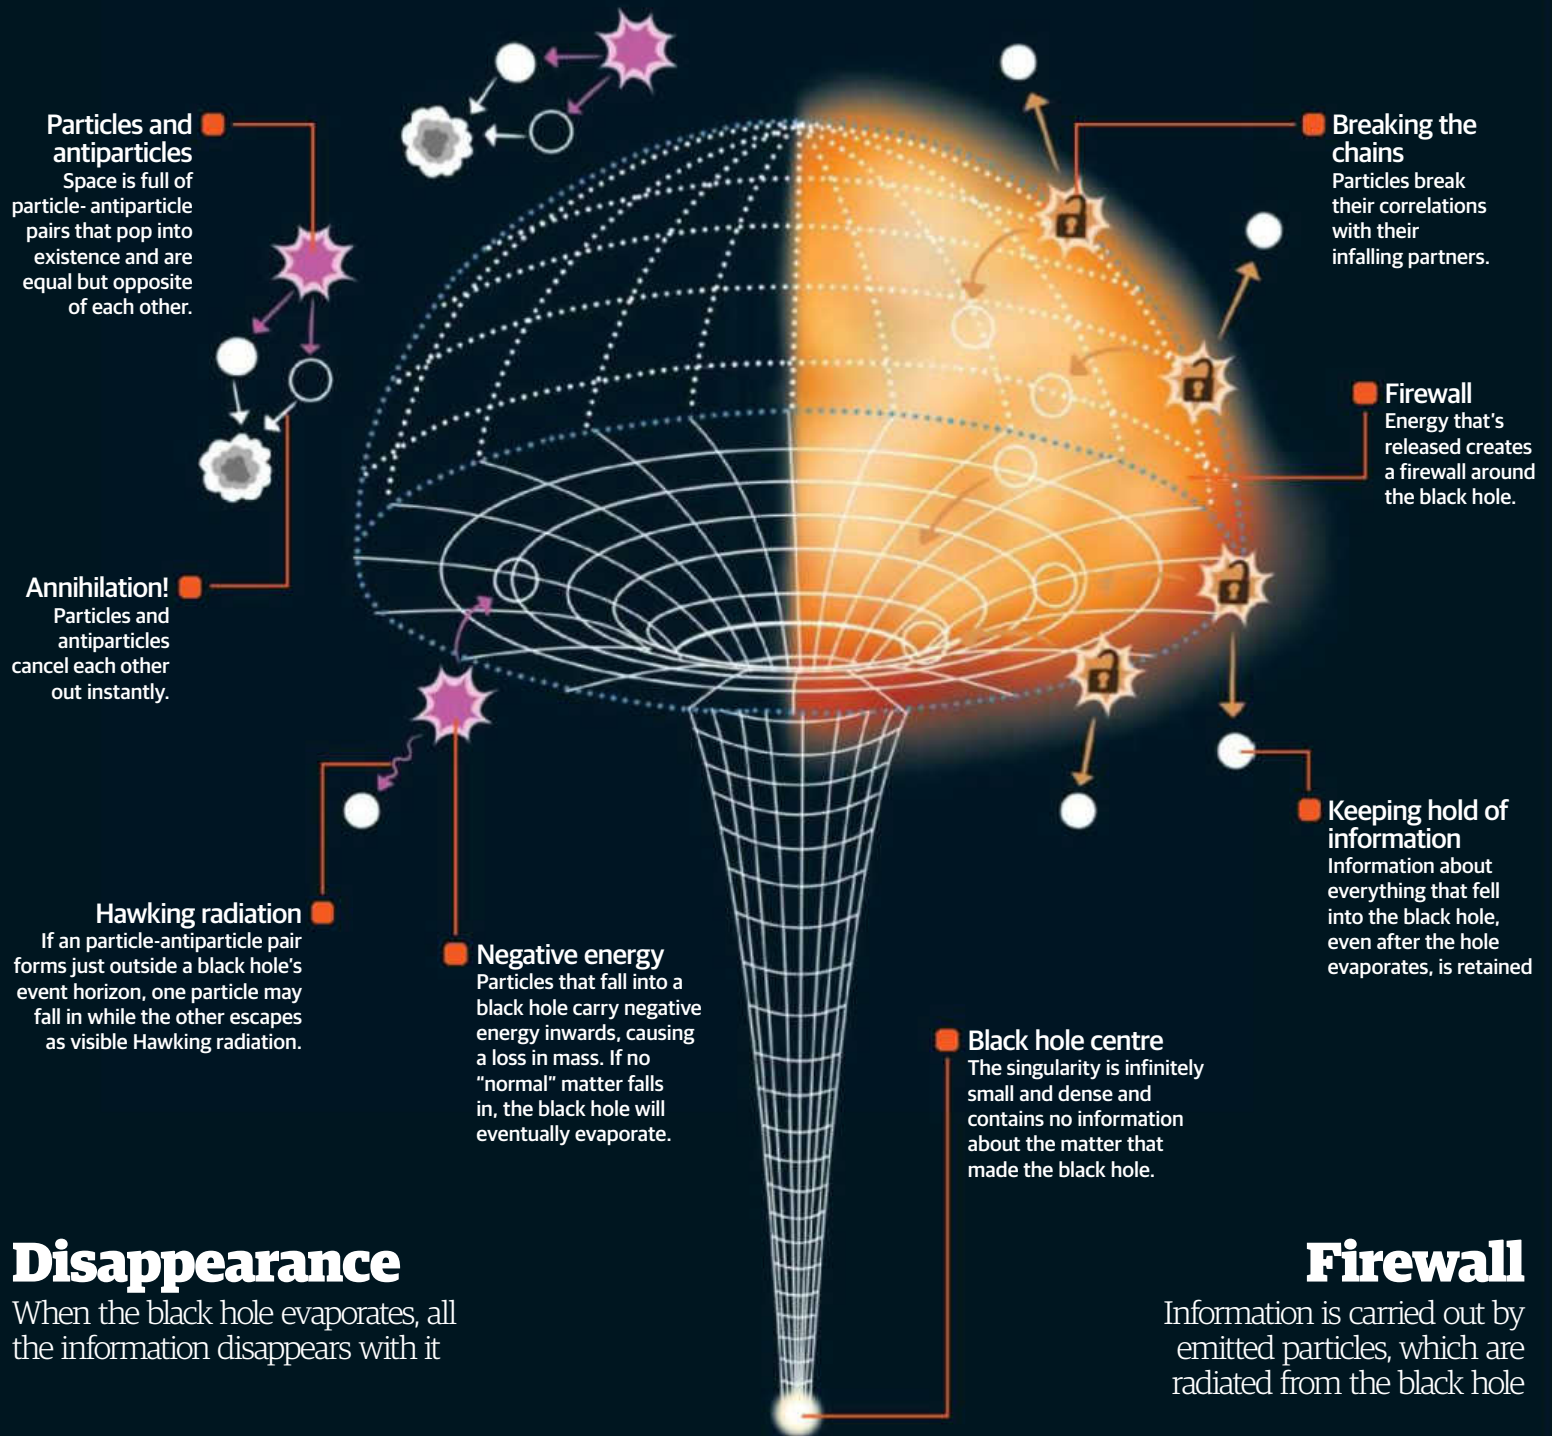 Particles and
antiparticles
Space is full of
particle- antiparticle
pairs that pop into
existence and are
equal but opposite
of each other.
Annihilation!
Particles and
antiparticles
cancel each other
out instantly.
Hawking radiation
If an particle-antiparticle pair
forms just outside a black hole's
event horizon, one particle may
fall in while the other escapes
as visible Hawking radiation.
Negative energy
Particles that fall into a
black hole carry negative
energy inwards, causing
a loss in mass. If no
"normal" matter falls
in, the black hole will
eventually evaporate.
Breaking the
chains
Particles break
their correlations
with their
infalling partners.
Firewall
Energy that's
released creates
a firewall around
the black hole.
Keeping hold of
information
Information about
everything that fell
into the black hole,
even after the hole
evaporates, is retained
Black hole centre
The singularity is infinitely
small and dense and
contains no information
about the matter that
made the black hole.
Disappearance
When the black hole evaporates, all
the information disappears with it
Firewall
Information is carried out by
emitted particles, which are
radiated from the black hole